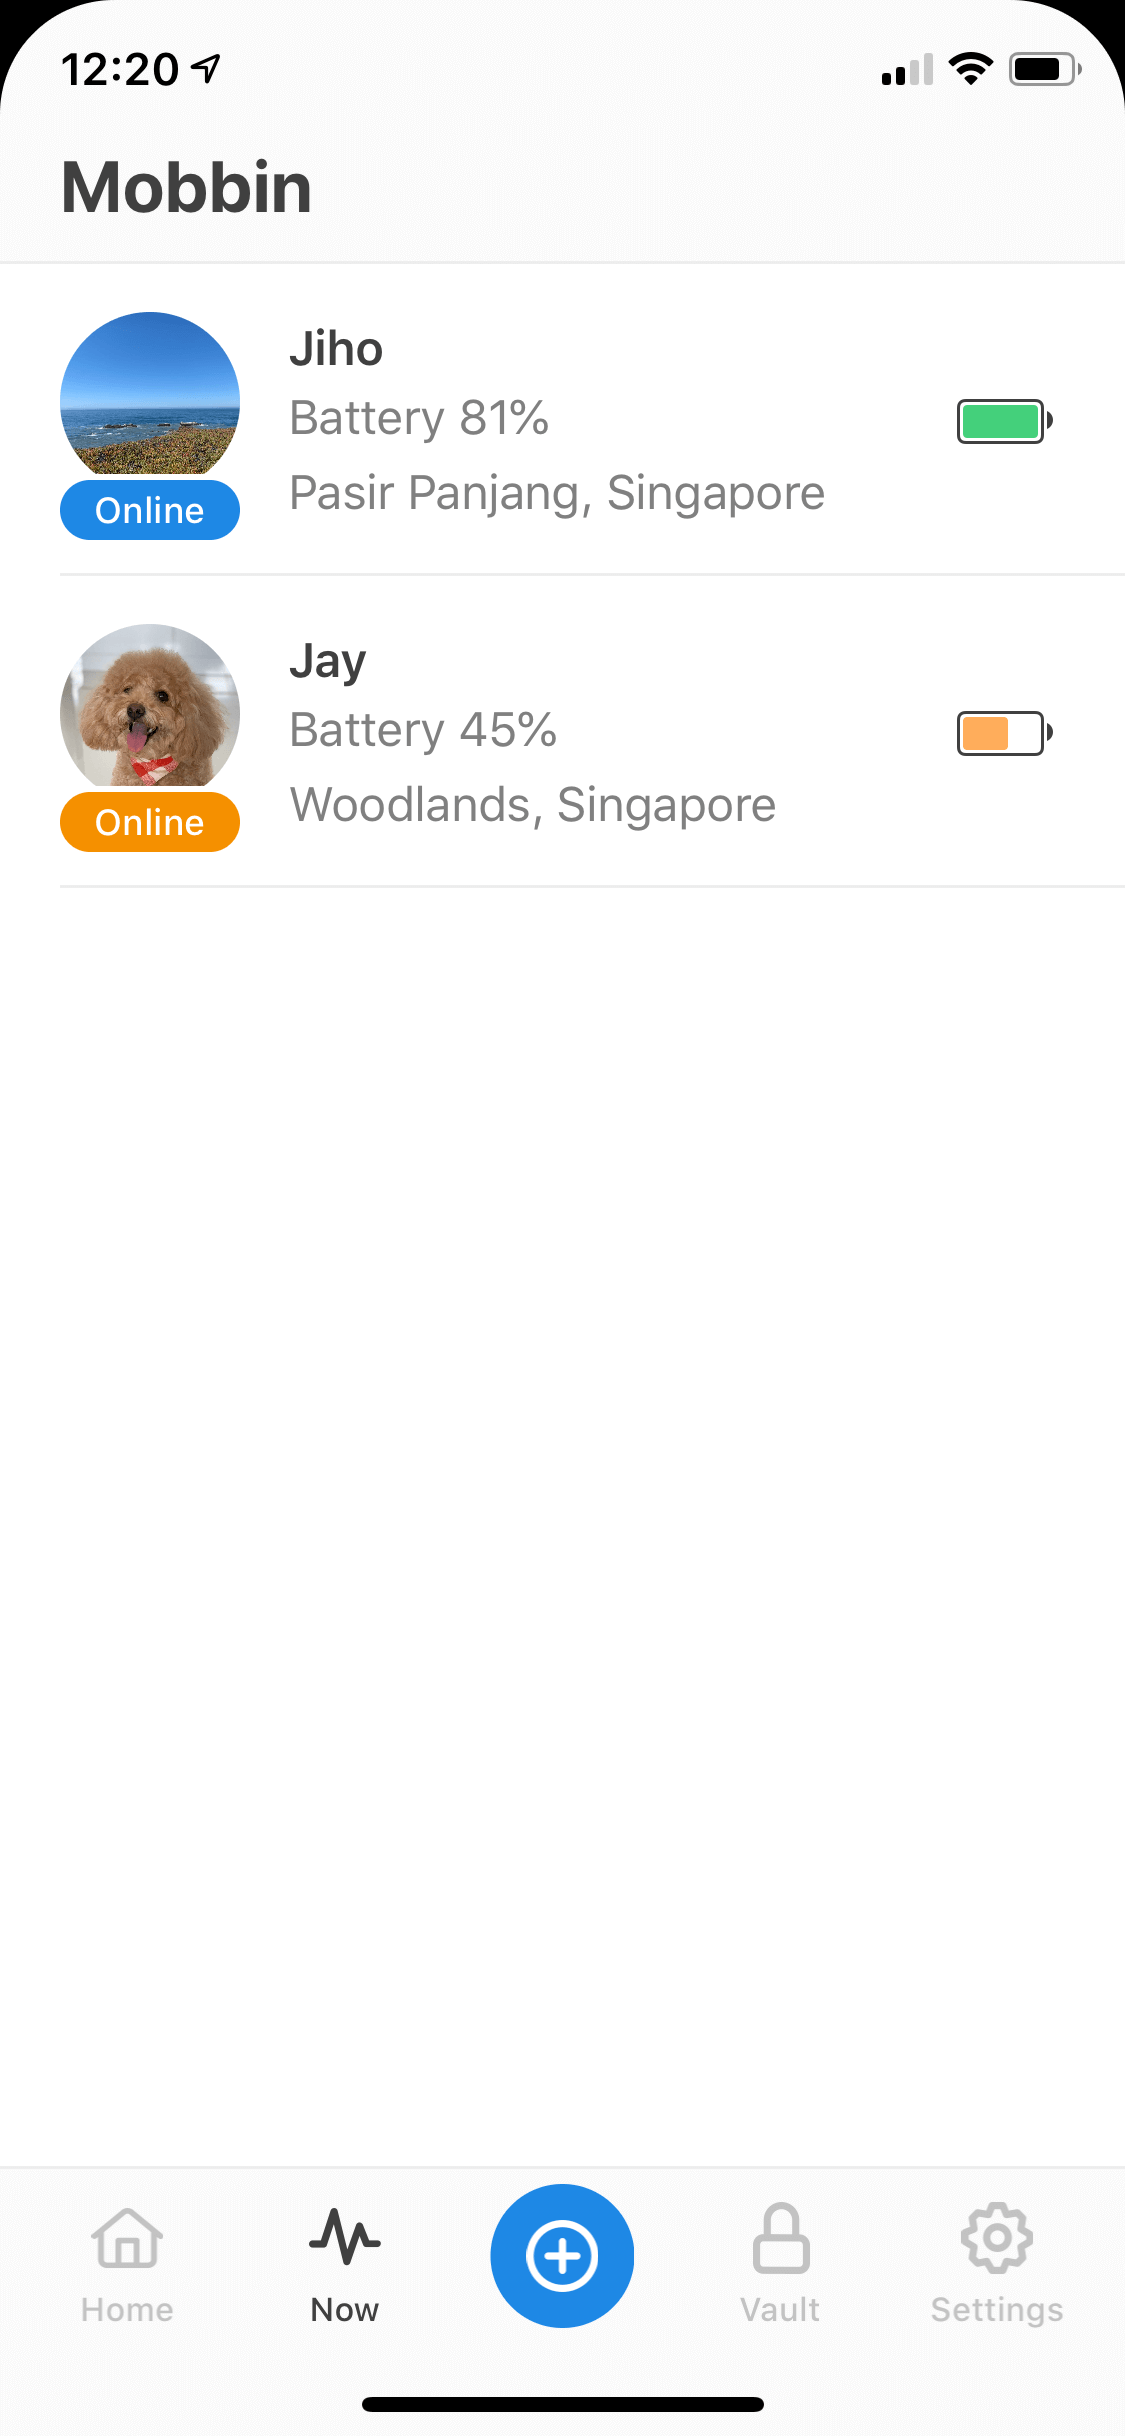 12:20
Mobbin
Jiho
Battery 81%
Pasir Panjang, Singapore
Online
Jay
Battery 45%
Woodlands, Singapore
Online
Home
Now
Vault
Settings